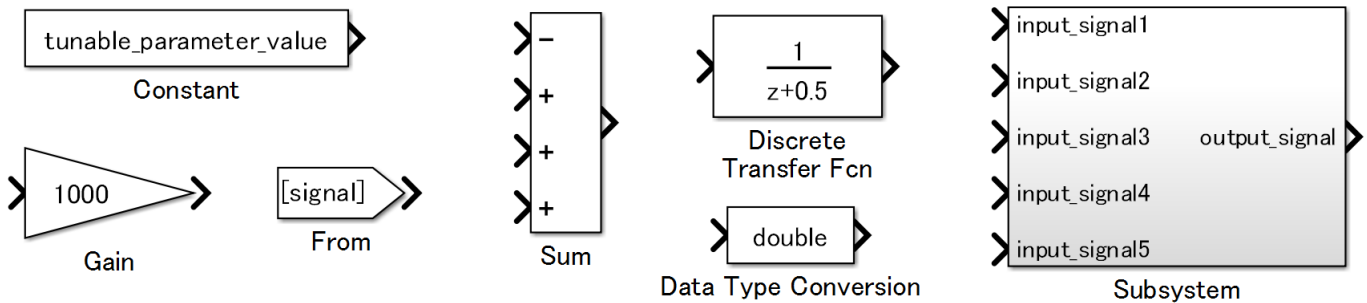 tunable_parameter_value
Constant
1000
Gain
[signal]
From
−
+
+
+
Sum
1
z+0.5
Discrete
Transfer Fcn
double
Data Type Conversion
input_signal1
input_signal2
input_signal3
output_signal
input_signal4
input_signal5
Subsystem